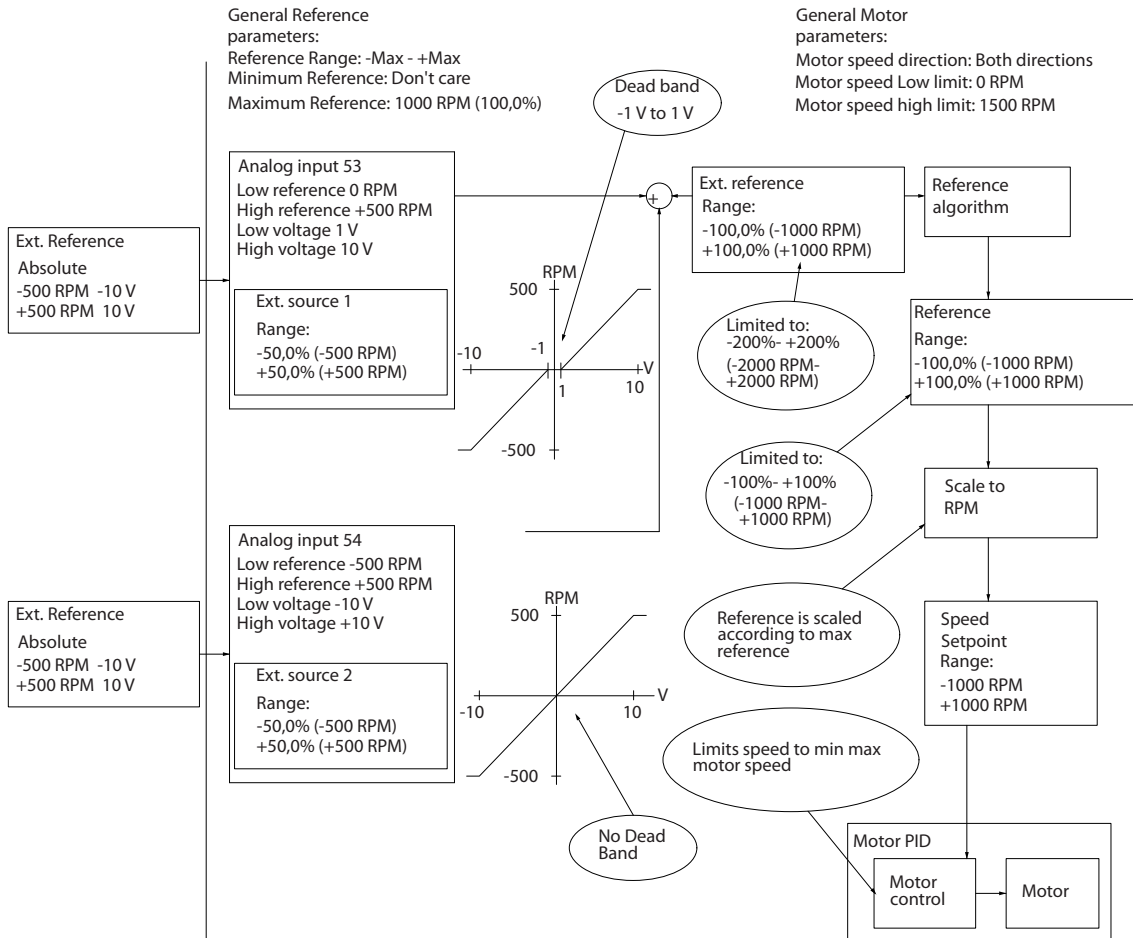 General Reference
parameters:
Reference Range: -Max - +Max
Minimum Reference: Don't care
Maximum Reference: 1000 RPM (100,0%)
General Motor
parameters:
Motor speed direction: Both directions
Motor speed Low limit: 0 RPM
Motor speed high limit: 1500 RPM
Dead band
-1 V to 1 V
Ext. Reference
Absolute
-500 RPM -10 V
+500 RPM 10 V
Analog input 53
Low reference 0 RPM
High reference +500 RPM
Low voltage 1 V
High voltage 10 V
Ext. source 1
Range:
-50,0% (-500 RPM)
+50,0% (+500 RPM)
RPM
500
-10
-1
V
1
10
-500
+
Ext. reference
Range:
-100,0% (-1000 RPM)
+100,0% (+1000 RPM)
Reference
algorithm
Limited to:
-200%- +200%
(-2000 RPM-
+2000 RPM)
Reference
Range:
-100,0% (-1000 RPM)
+100,0% (+1000 RPM)
Limited to:
-100%- +100%
(-1000 RPM-
+1000 RPM)
Scale to
RPM
Ext. Reference
Absolute
-500 RPM -10 V
+500 RPM 10 V
Analog input 54
Low reference -500 RPM
High reference +500 RPM
Low voltage -10 V
High voltage +10 V
Ext. source 2
Range:
-50,0% (-500 RPM)
+50,0% (+500 RPM)
RPM
500
V
-10
10
-500
No Dead
Band
Reference is scaled
according to max
reference
Speed
Setpoint
Range:
-1000 RPM
+1000 RPM
Limits speed to min max
motor speed
Motor PID
Motor
control
Motor